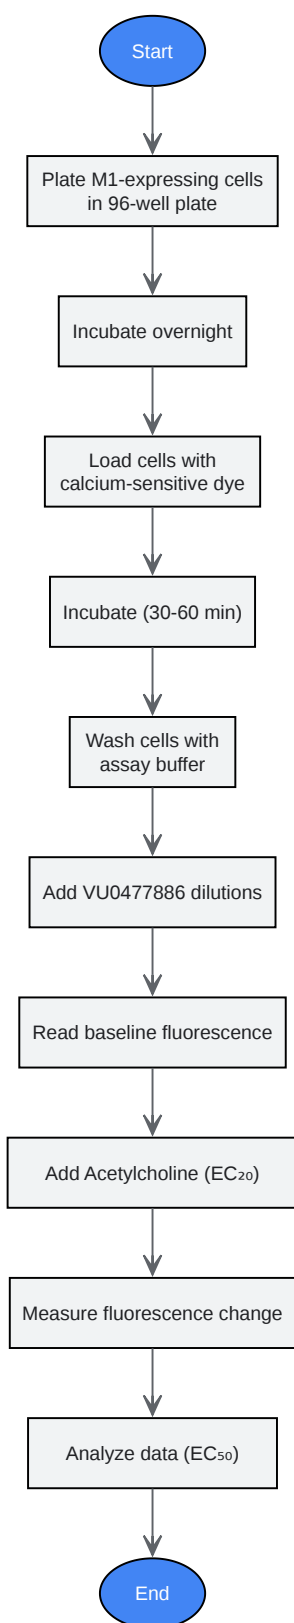 Start
Plate M1-expressing cells
in 96-well plate
Incubate overnight
Load cells with
calcium-sensitive dye
Incubate (30-60 min)
Wash cells with
assay buffer
Add VU0477886 dilutions
Read baseline fluorescence
Add Acetylcholine (EC₂₀)
Measure fluorescence change
Analyze data (EC₅₀)
End